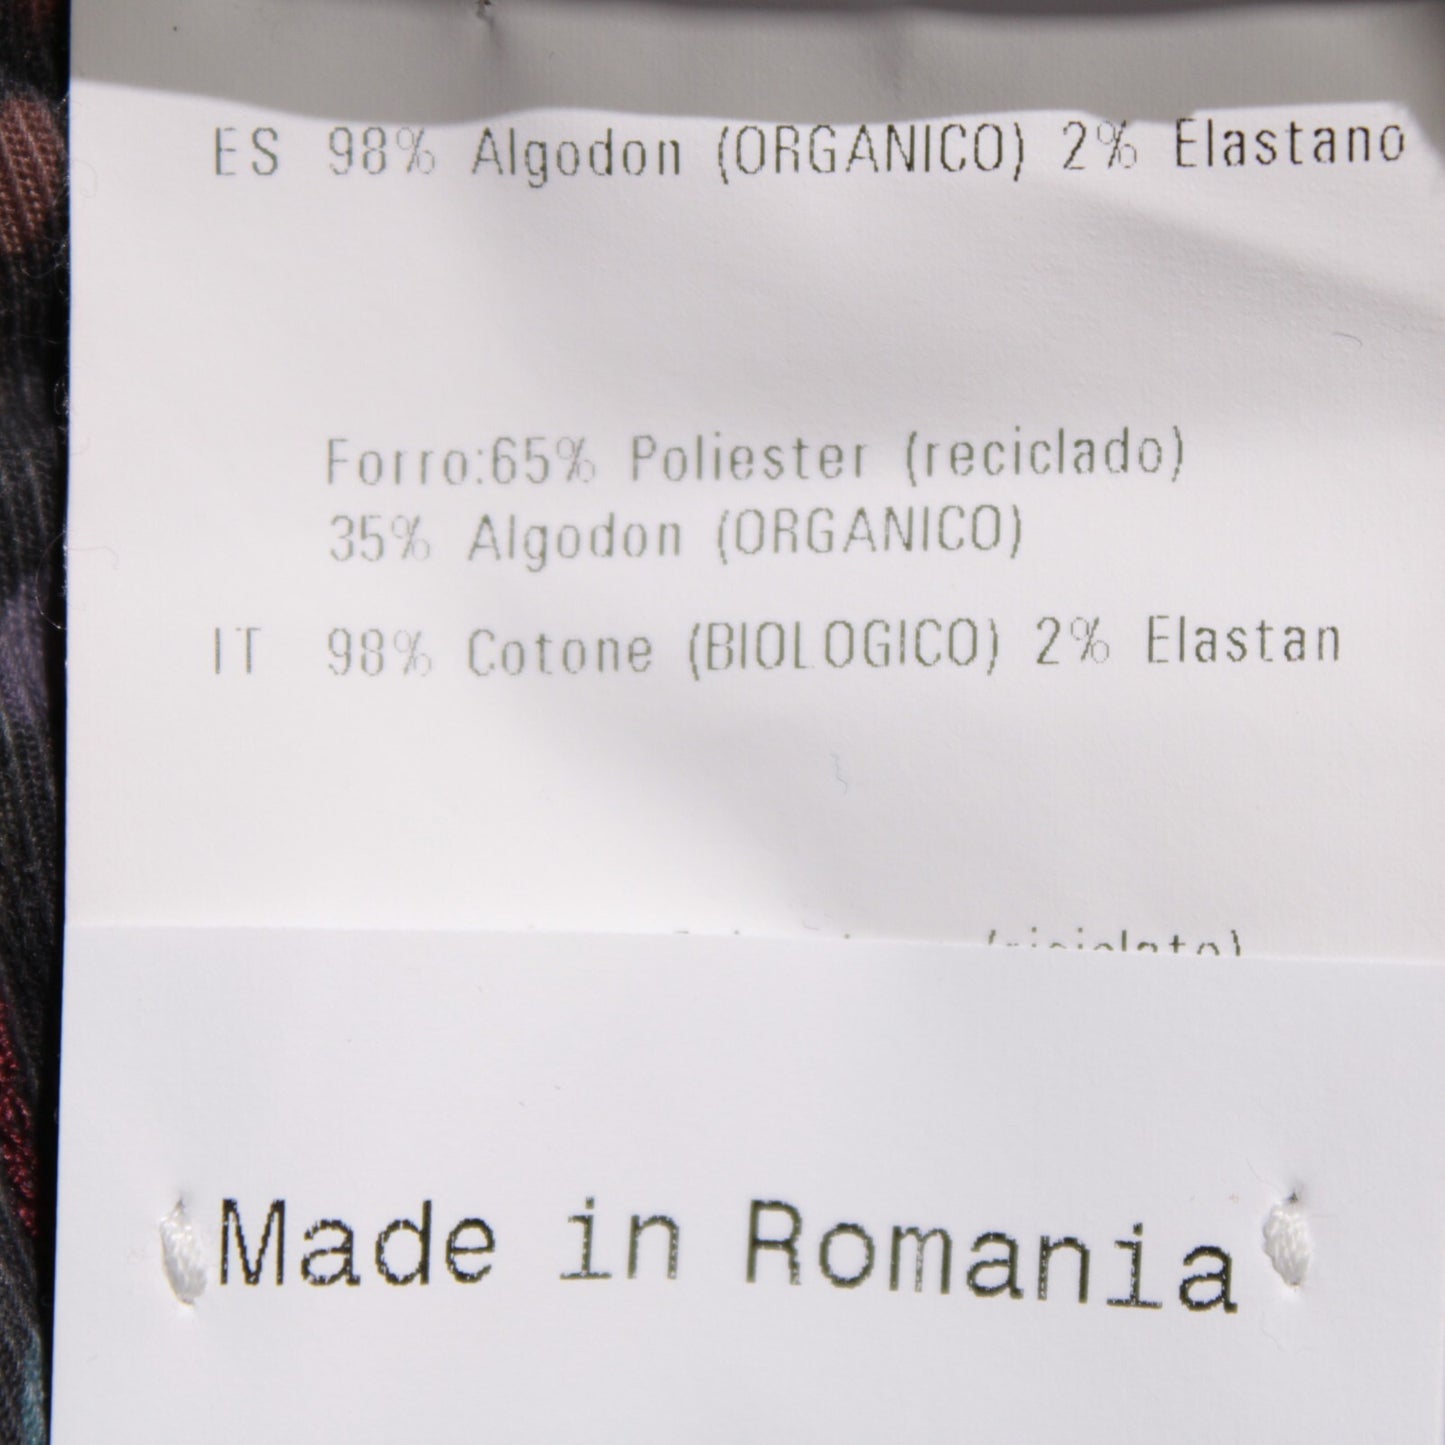 ES 98% Algodon (ORGANICO) 2% Elastano
Forro:65% Poliester (reciclado)
35% Algodon (ORGANICO)
IT 98% Cotone (BIOLOGICO) 2% Elastan
(riciclato)
Made in Romania